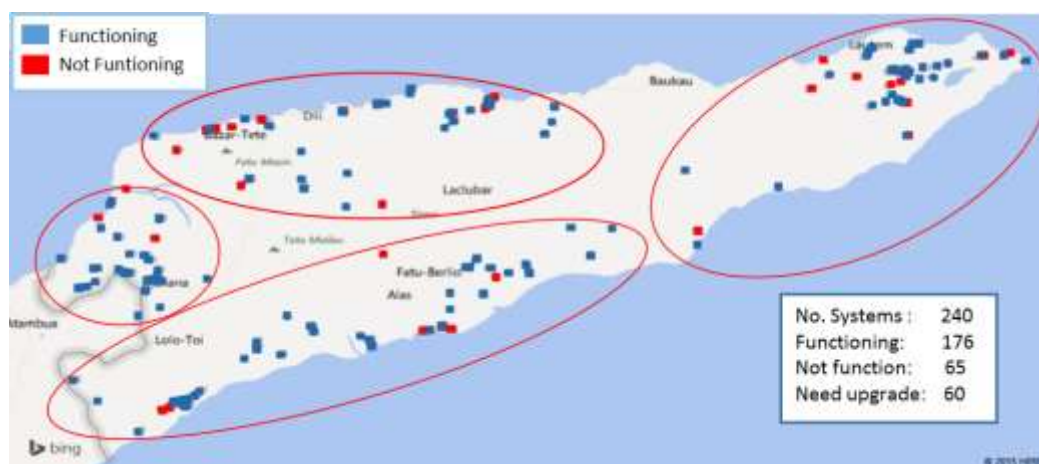 Functioning
Not Funtioning
Lautem
Baukau
Dili
Bazar-Tete
Laclubar
Fatu-Berliu
Alas
Lolo-Toi
Atambua
No. Systems : 240
Functioning: 176
Not function: 65
Need upgrade: 60
bing